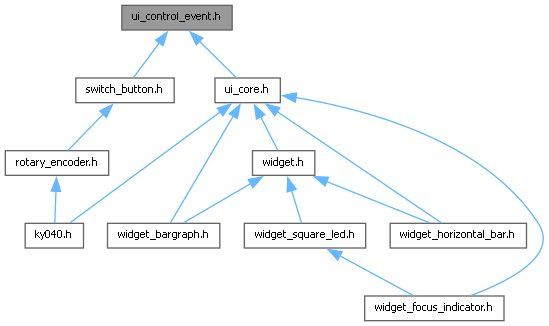 ui_control_event.h
switch_button.h
ui_core.h
rotary_encoder.h
widget.h
ky040.h
widget_bargraph.h
widget_square_led.h
widget_horizontal_bar.h
widget_focus_indicator.h